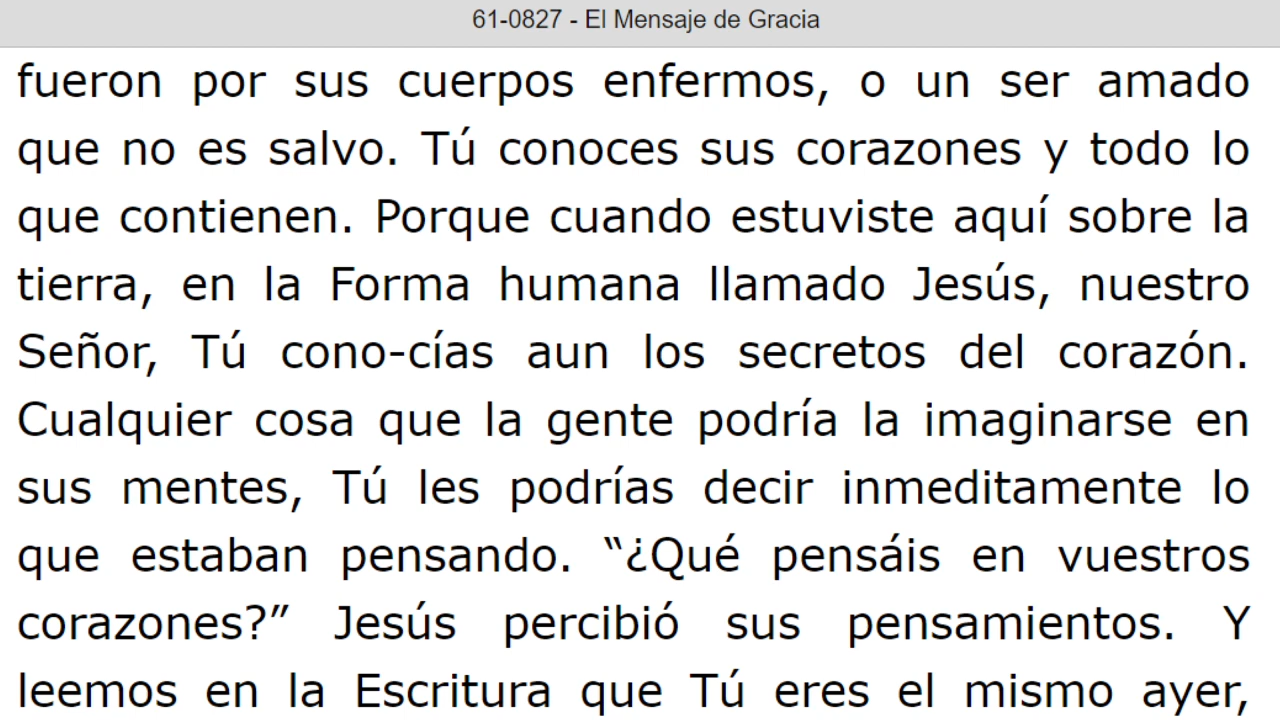 61-0827 - El Mensaje de Gracia
fueron por sus cuerpos enfermos, o un ser amado
que no es salvo. Tú conoces sus corazones y todo lo
que contienen. Porque cuando estuviste aquí sobre la
tierra, en la Forma humana llamado Jesús, nuestro
Señor, Tú cono-cías aun los secretos del corazón.
Cualquier cosa que la gente podría la imaginarse en
sus mentes, Tú les podrías decir inmeditamente lo
que estaban pensando. “¿Qué pensáis en vuestros
corazones?” Jesús percibió sus pensamientos. Y
leemos en la Escritura que Tú eres el mismo ayer,